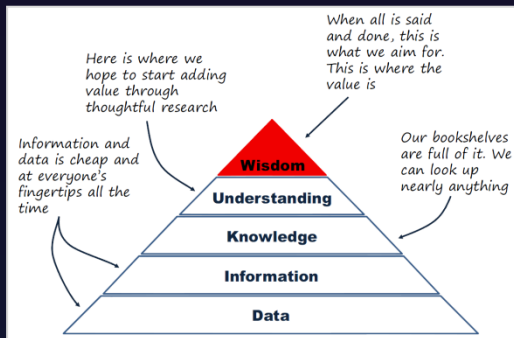 When all is said
and done, this is
what we aim for.
This is where the
value is
Here is where we
hope to start adding
value through
thoughtful research
Information and
data is cheap and
at everyone's
fingertips all the
time
Our bookshelves
are full of it. We
can look up
nearly anything
Wisdom
Understanding
Knowledge
Information
Data